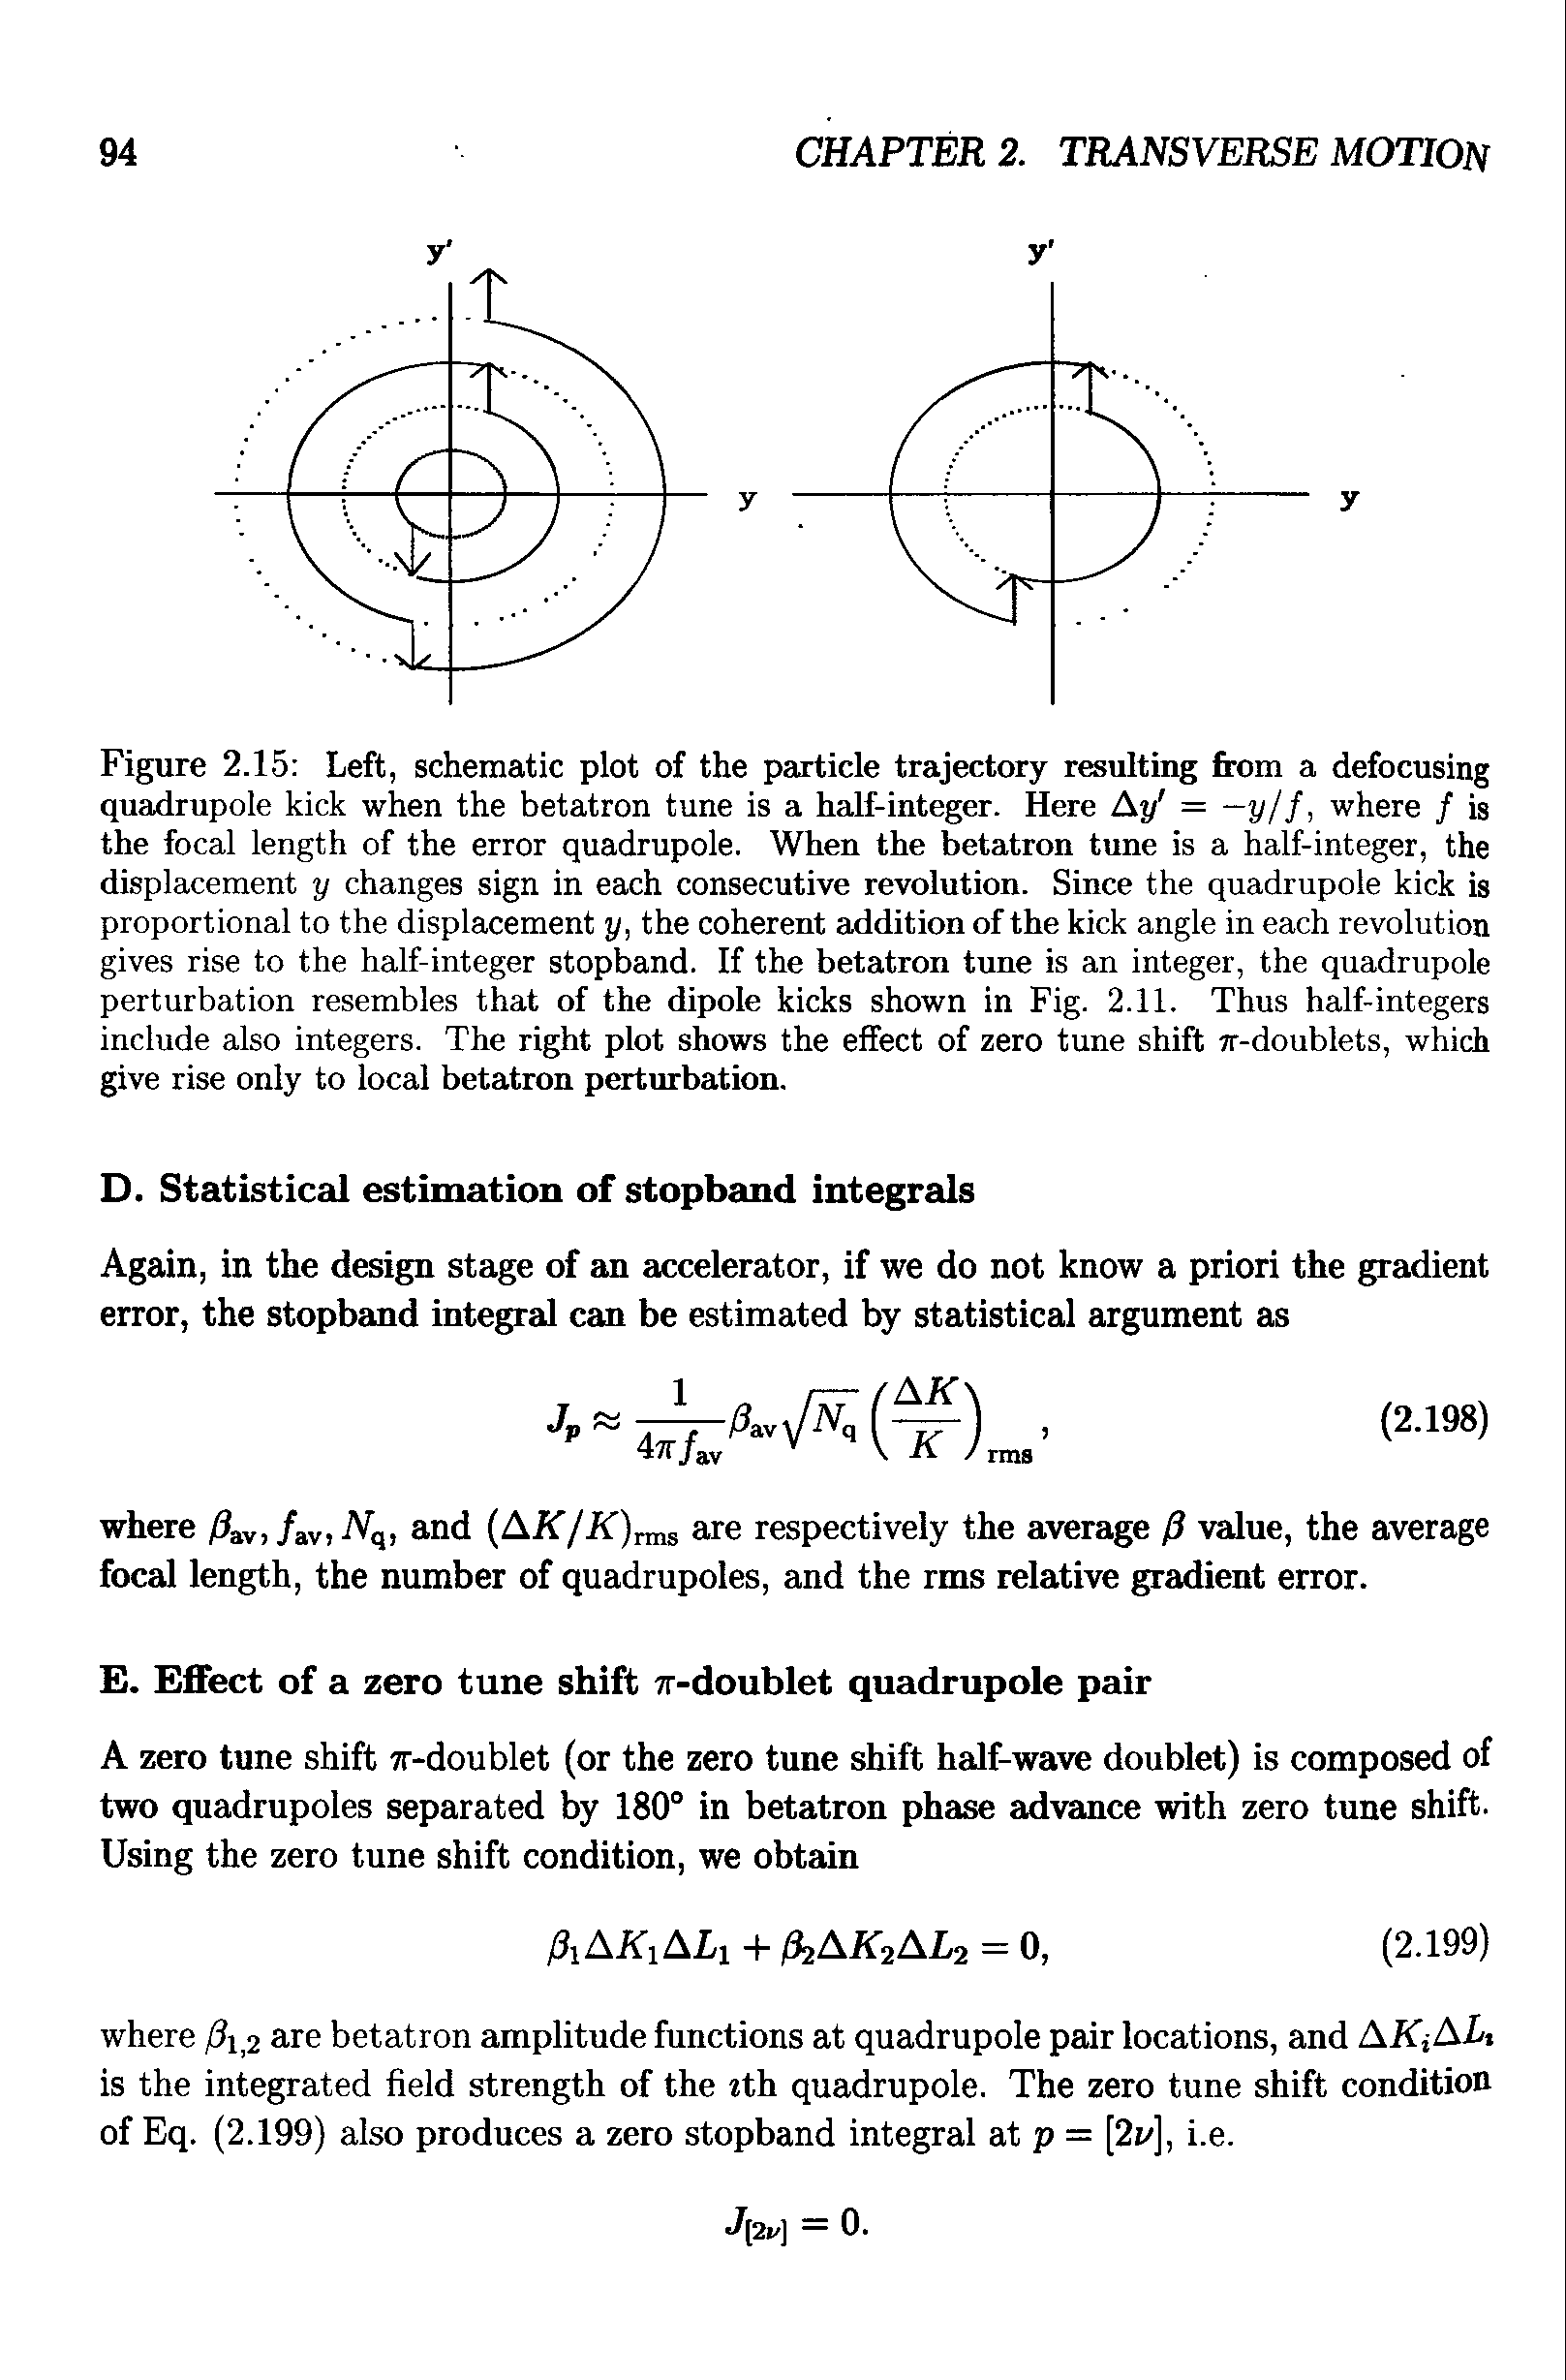 94 CHAPTER 2. TRANSVERSE MOTION
y' y'
y y
Figure 2.15: Left, schematic plot of the particle trajectory resulting from a defocusing
quadrupole kick when the betatron tune is a half-integer. Here Δy′ = −y/f, where f is
the focal length of the error quadrupole. When the betatron tune is a half-integer, the
displacement y changes sign in each consecutive revolution. Since the quadrupole kick is
proportional to the displacement y, the coherent addition of the kick angle in each revolution
gives rise to the half-integer stopband. If the betatron tune is an integer, the quadrupole
perturbation resembles that of the dipole kicks shown in Fig. 2.11. Thus half-integers
include also integers. The right plot shows the effect of zero tune shift π-doublets, which
give rise only to local betatron perturbation.
D. Statistical estimation of stopband integrals
Again, in the design stage of an accelerator, if we do not know a priori the gradient
error, the stopband integral can be estimated by statistical argument as
J_p ≈ 1/(4πf_av) β_av √N_q (ΔK/K)_rms, (2.198)
where β_av, f_av, N_q, and (ΔK/K)_rms are respectively the average β value, the average
focal length, the number of quadrupoles, and the rms relative gradient error.
E. Effect of a zero tune shift π-doublet quadrupole pair
A zero tune shift π-doublet (or the zero tune shift half-wave doublet) is composed of
two quadrupoles separated by 180° in betatron phase advance with zero tune shift.
Using the zero tune shift condition, we obtain
β₁ΔK₁ΔL₁ + β₂ΔK₂ΔL₂ = 0, (2.199)
where β₁,₂ are betatron amplitude functions at quadrupole pair locations, and ΔKᵢΔLᵢ
is the integrated field strength of the ith quadrupole. The zero tune shift condition
of Eq. (2.199) also produces a zero stopband integral at p = [2ν], i.e.
J_[2ν] = 0.